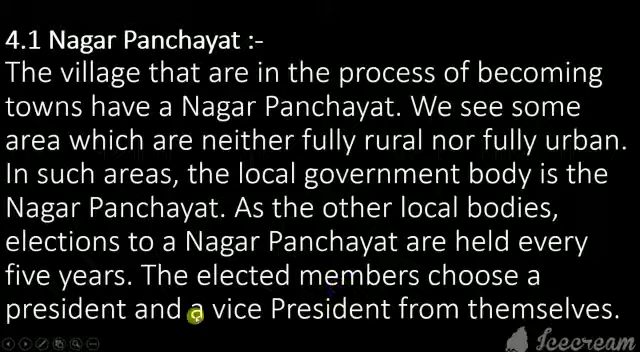 4.1 Nagar Panchayat :-
The village that are in the process of becoming
towns have a Nagar Panchayat. We see some
area which are neither fully rural nor fully urban.
In such areas, the local government body is the
Nagar Panchayat. As the other local bodies,
elections to a Nagar Panchayat are held every
five years. The elected members choose a
president and a vice President from themselves.
Icecream